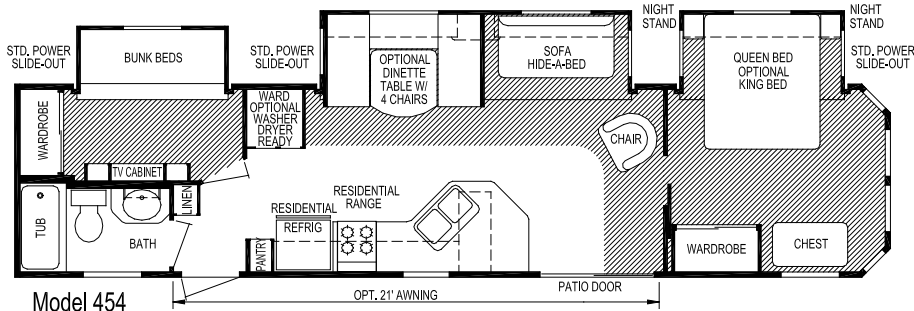 NIGHT
STAND
NIGHT
STAND
STD. POWER
SLIDE-OUT
BUNK BEDS
STD. POWER
SLIDE-OUT
OPTIONAL
DINETTE
TABLE W/
4 CHAIRS
SOFA
HIDE-A-BED
QUEEN BED
OPTIONAL
KING BED
STD. POWER
SLIDE-OUT
WARDROBE
WARD
OPTIONAL
WASHER
DRYER
READY
CHAIR
TV CABINET
LINEN
TUB
BATH
RESIDENTIAL
RANGE
RESIDENTIAL
REFRIG
PANTRY
WARDROBE
CHEST
PATIO DOOR
OPT. 21' AWNING
Model 454